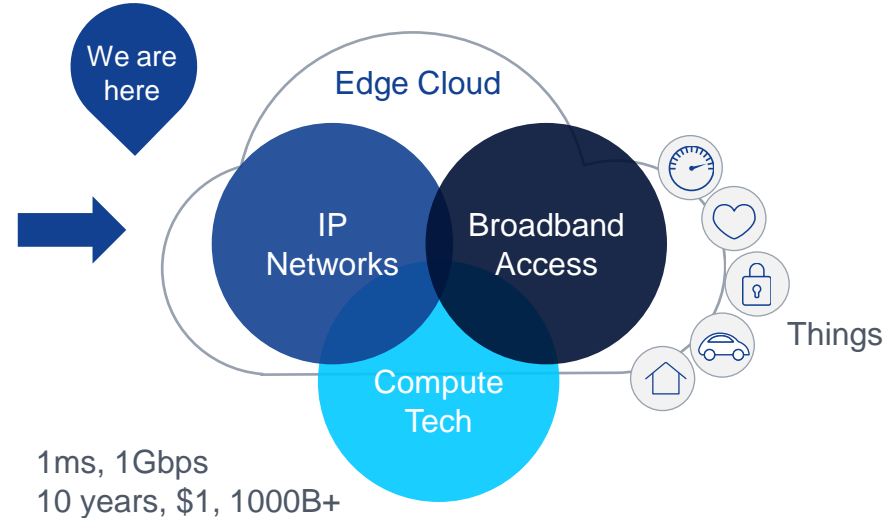 We are
here
Edge Cloud
IP
Networks
Broadband
Access
Compute
Tech
Things
1ms, 1Gbps
10 years, $1, 1000B+